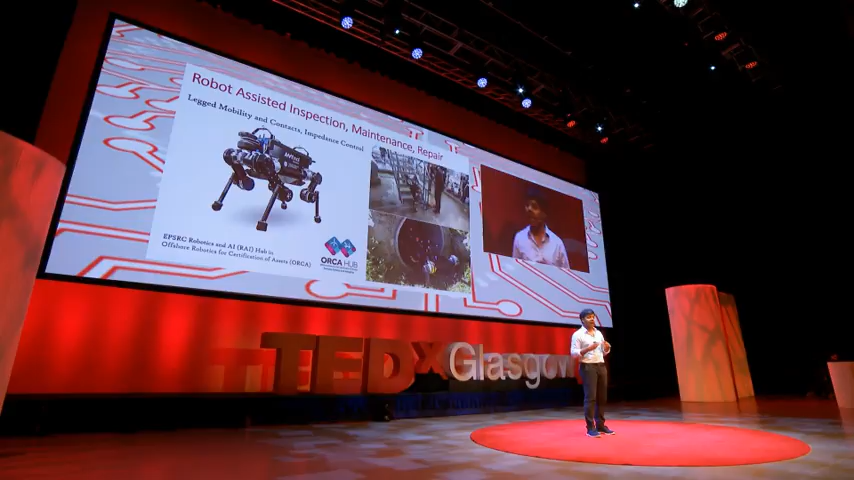 Robot Assisted Inspection, Maintenance, Repair
Legged Mobility and Contacts, Impedance Control
EPSRC Robotics and AI (RAI) Hub in
Offshore Robotics for Certification of Assets (ORCA)
ORCA HUB
TEDxGlasgow